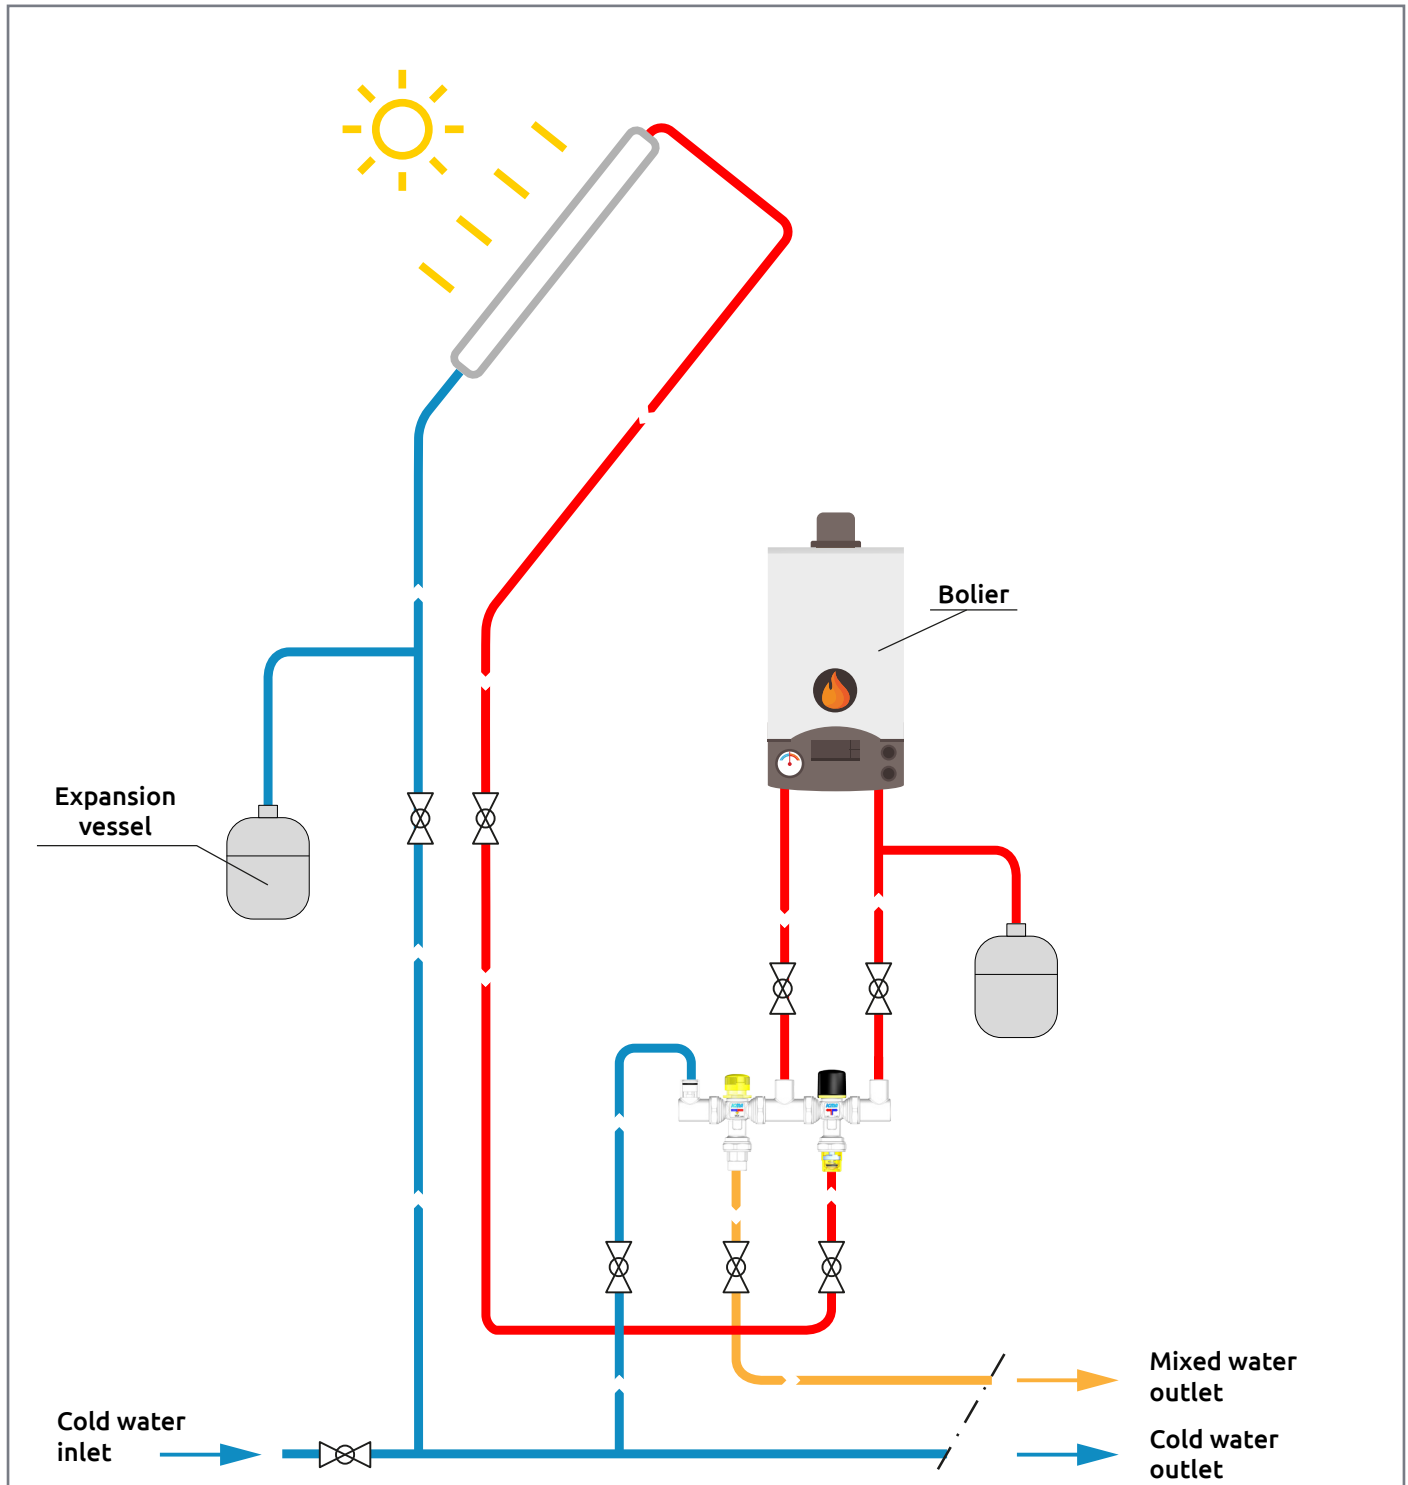 Bolier
Expansion
vessel
Mixed water
outlet
Cold water
inlet
Cold water
outlet